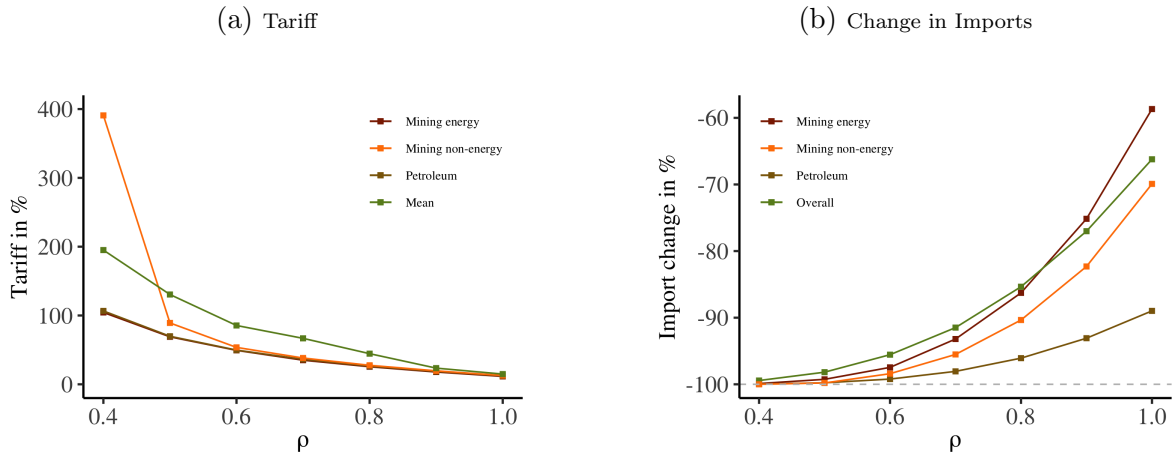 (a) Tariff
Tariff in %
400
300
200
100
0
0.4 0.6 0.8 1.0
ρ
Mining energy
Mining non-energy
Petroleum
Mean
(b) Change in Imports
Import change in %
-60
-70
-80
-90
-100
0.4 0.6 0.8 1.0
ρ
Mining energy
Mining non-energy
Petroleum
Overall